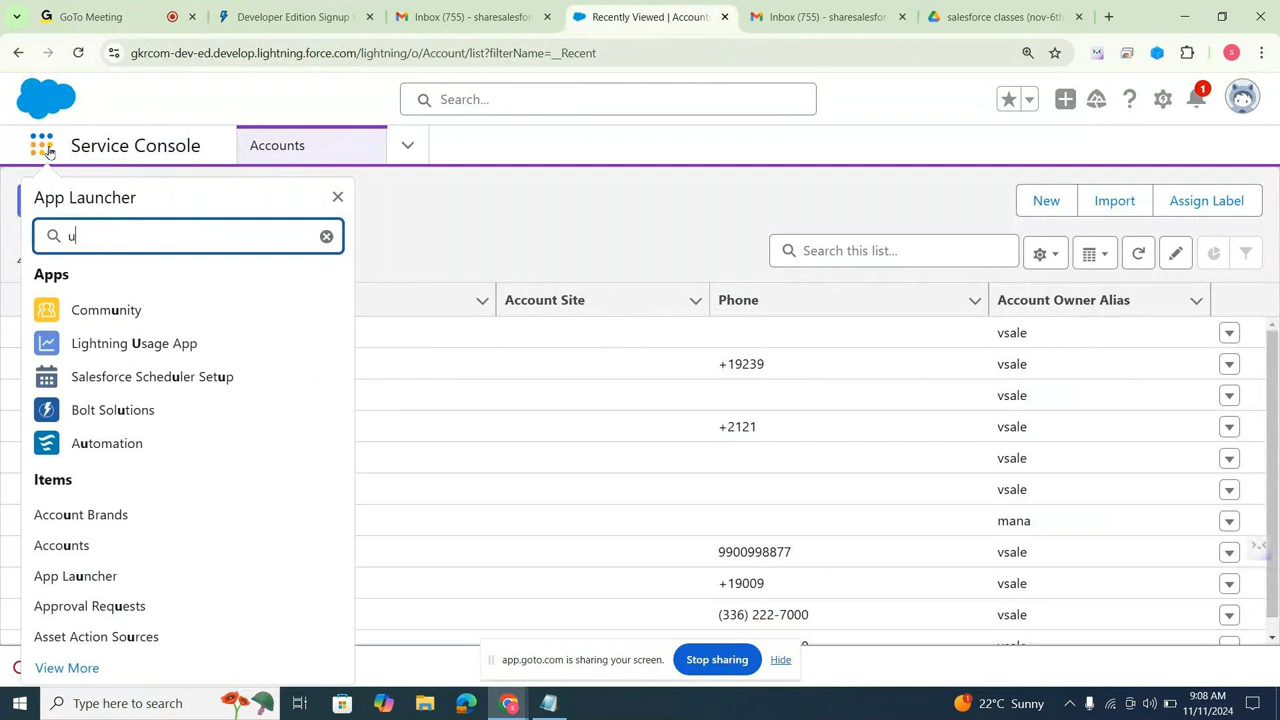 GoTo Meeting
Developer Edition Signup
Inbox (755) - sharesalesfor
Recently Viewed | Account
Inbox (755) - sharesalesfo
salesforce classes (nov-6th
gkrcom-dev-ed.develop.lightning.force.com/lightning/o/Account/list?filterName=__Recent
Search...
1
Service Console
Accounts
App Launcher
New
Import
Assign Label
u
Search this list...
Apps
Account Site
Phone
Account Owner Alias
Community
vsale
Lightning Usage App
+19239
vsale
Salesforce Scheduler Setup
vsale
Bolt Solutions
+2121
vsale
Automation
vsale
Items
vsale
Account Brands
mana
Accounts
9900998877
vsale
App Launcher
+19009
vsale
Approval Requests
(336) 222-7000
vsale
Asset Action Sources
View More
app.goto.com is sharing your screen.
Stop sharing
Hide
Type here to search
22°C Sunny
9:08 AM
11/11/2024